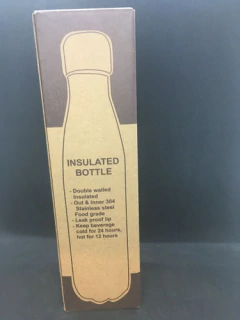 INSULATED
BOTTLE
- Double walled
Insulated
- Out & Inner 304
Stainless steel
Food grade
- Leak proof lip
- Keep beverage
cold for 24 hours,
hot for 12 hours